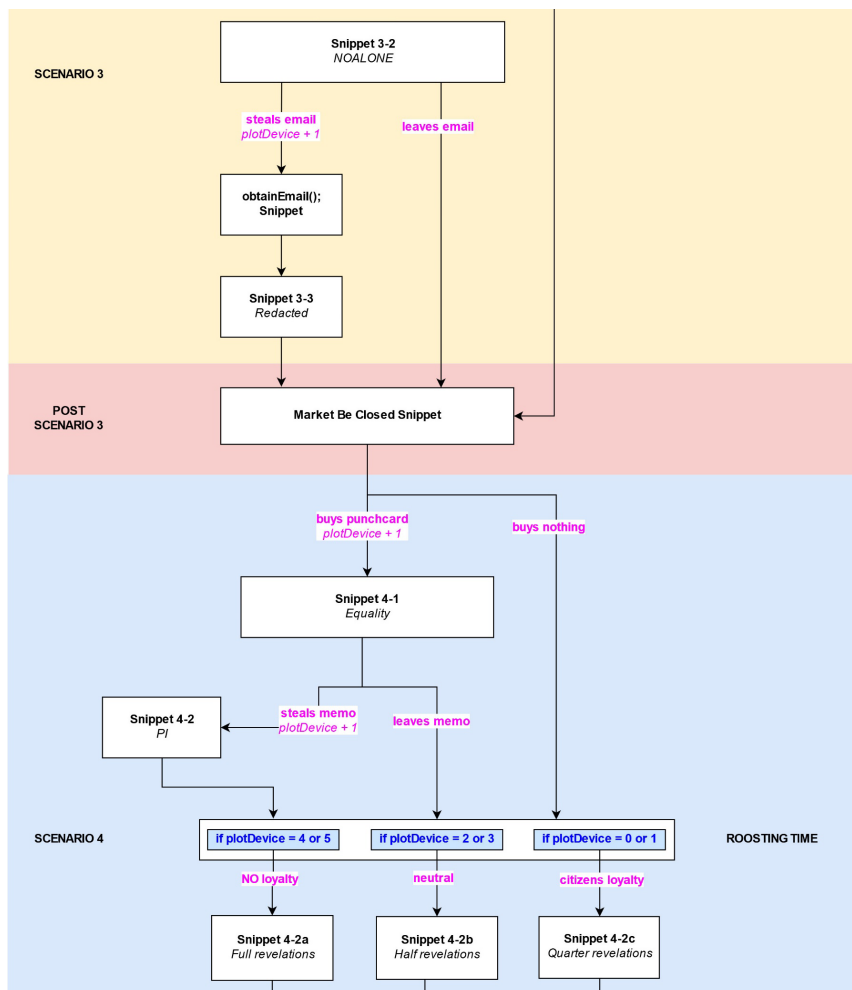 Snippet 3-2
NOALONE
SCENARIO 3
steals email
plotDevice + 1
leaves email
obtainEmail();
Snippet
Snippet 3-3
Redacted
POST
SCENARIO 3
Market Be Closed Snippet
buys punchcard
plotDevice + 1
buys nothing
Snippet 4-1
Equality
Snippet 4-2
PI
steals memo
plotDevice + 1
leaves memo
SCENARIO 4
if plotDevice = 4 or 5
if plotDevice = 2 or 3
if plotDevice = 0 or 1
ROOSTING TIME
NO loyalty
neutral
citizens loyalty
Snippet 4-2a
Full revelations
Snippet 4-2b
Half revelations
Snippet 4-2c
Quarter revelations